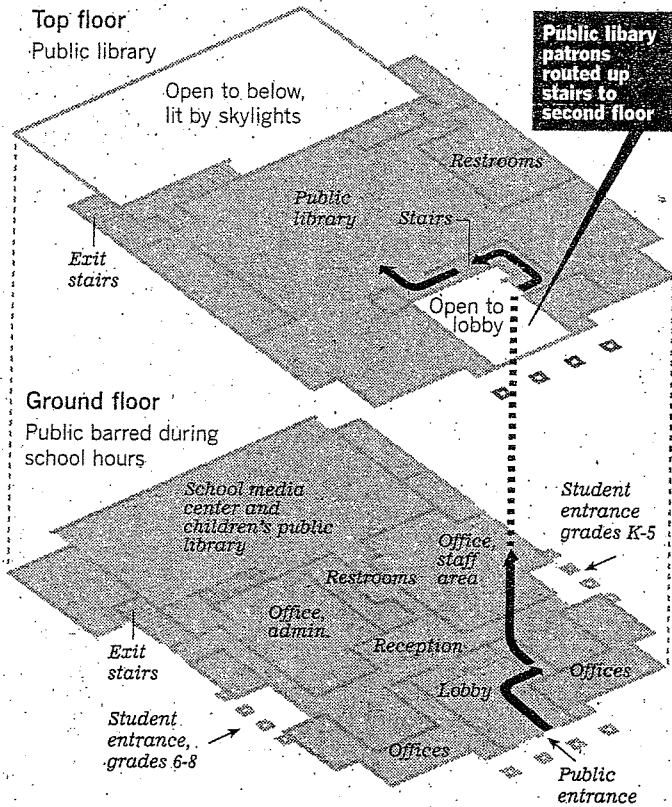 Top floor
Public library
Open to below,
lit by skylights
Public libary
patrons
routed up
stairs to
second floor
Restrooms
Public
library
Stairs
Exit
stairs
Open to
lobby
Ground floor
Public barred during
school hours
School media
center and
children's public
library
Student
entrance
grades K-5
Office,
staff
area
Restrooms
Office,
admin.
Exit
stairs
Reception
Offices
Lobby
Student
entrance,
grades 6-8
Offices
Public
entrance